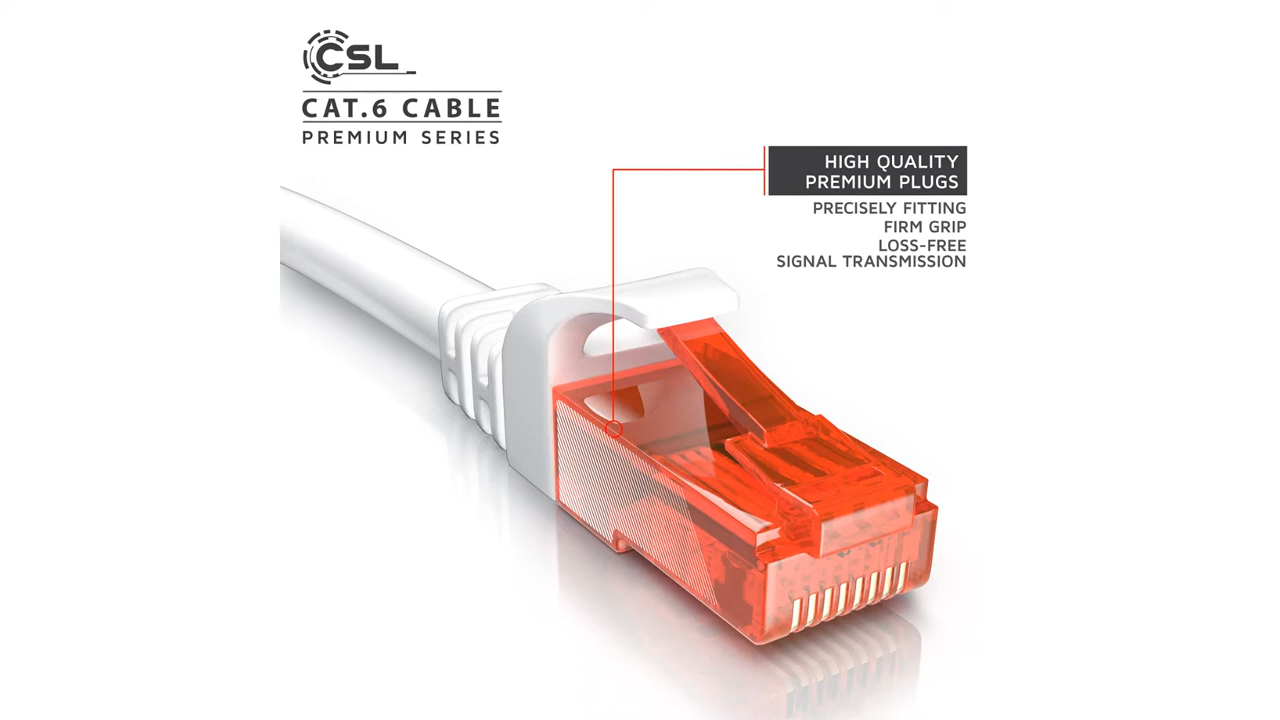 CSL
CAT.6 CABLE
PREMIUM SERIES
HIGH QUALITY
PREMIUM PLUGS
PRECISELY FITTING
FIRM GRIP
LOSS-FREE
SIGNAL TRANSMISSION